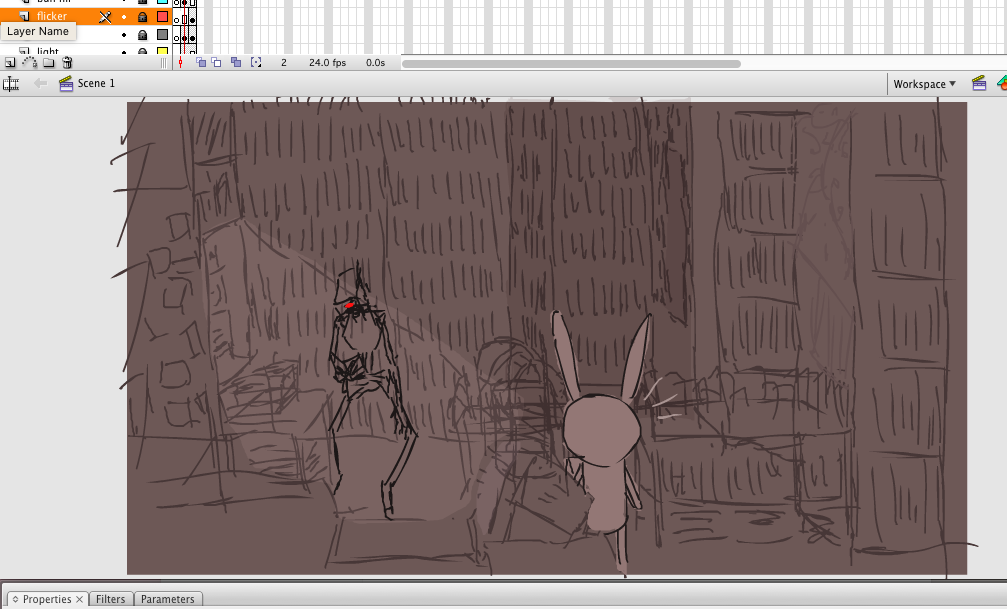 flicker
Layer Name
light
2 24.0 fps 0.0s
Scene 1
Workspace
Properties Filters Parameters